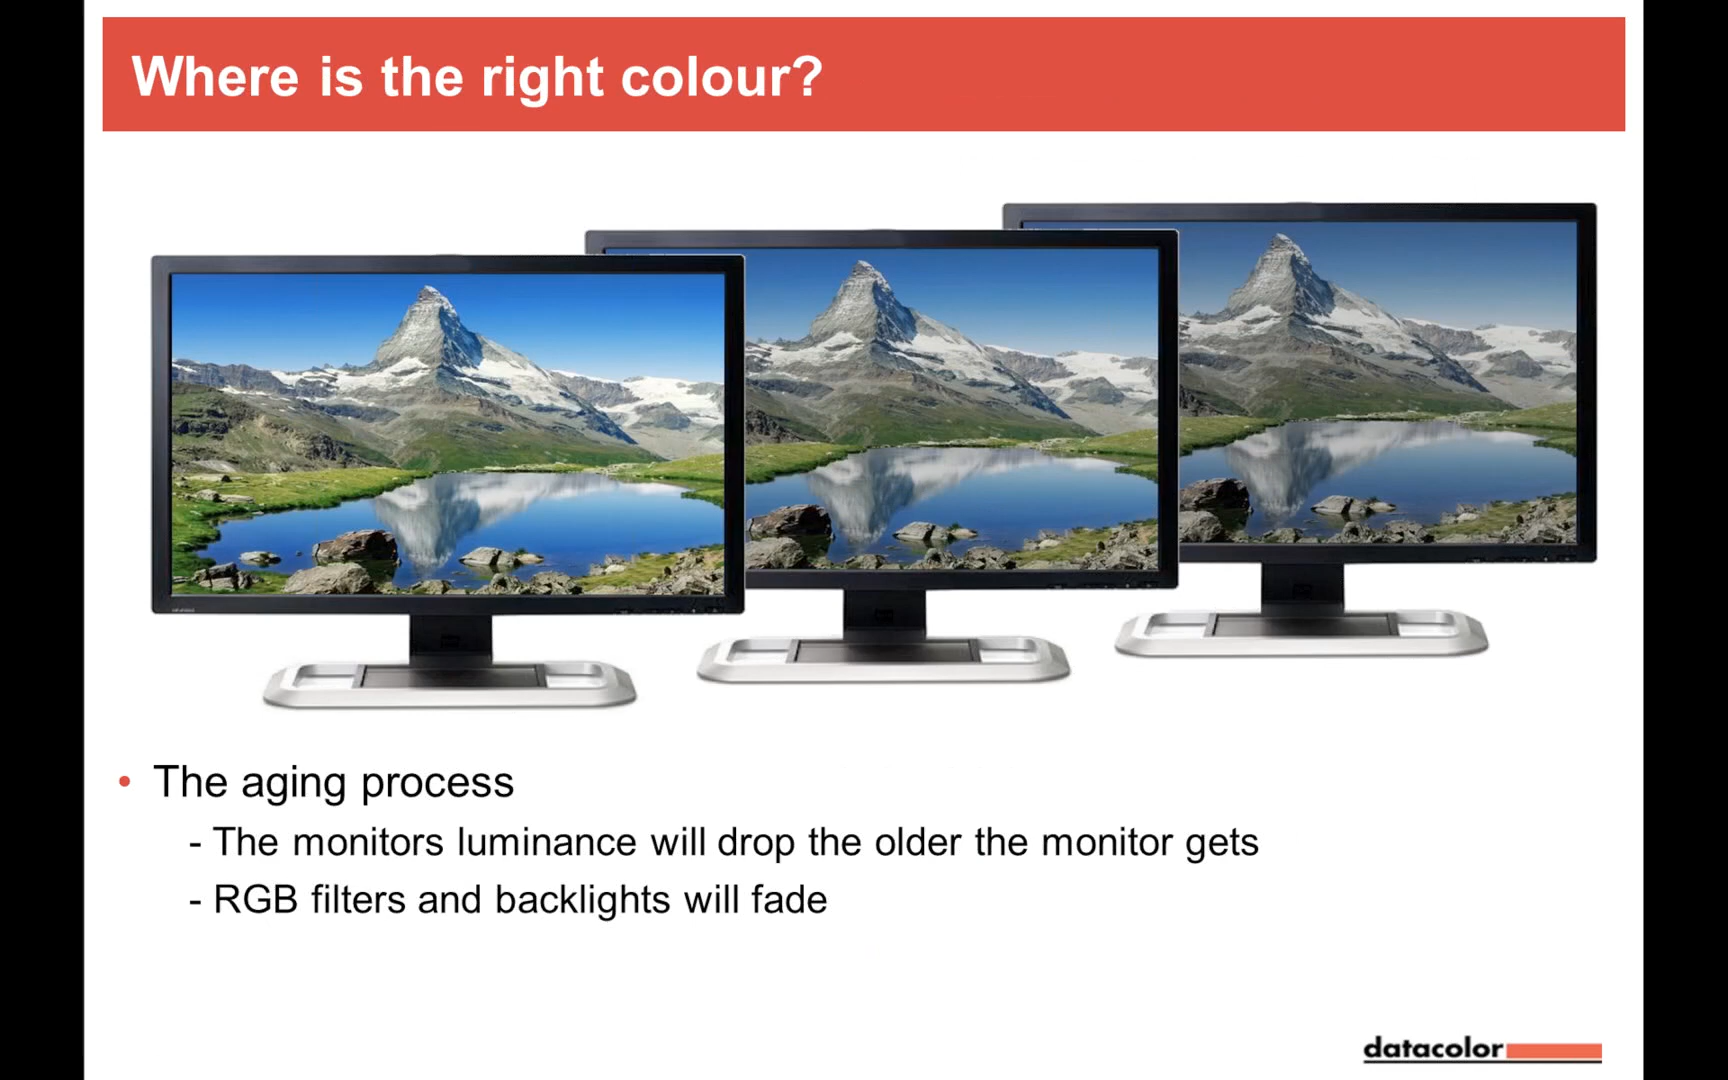 Where is the right colour?
• The aging process
- The monitors luminance will drop the older the monitor gets
- RGB filters and backlights will fade
datacolor